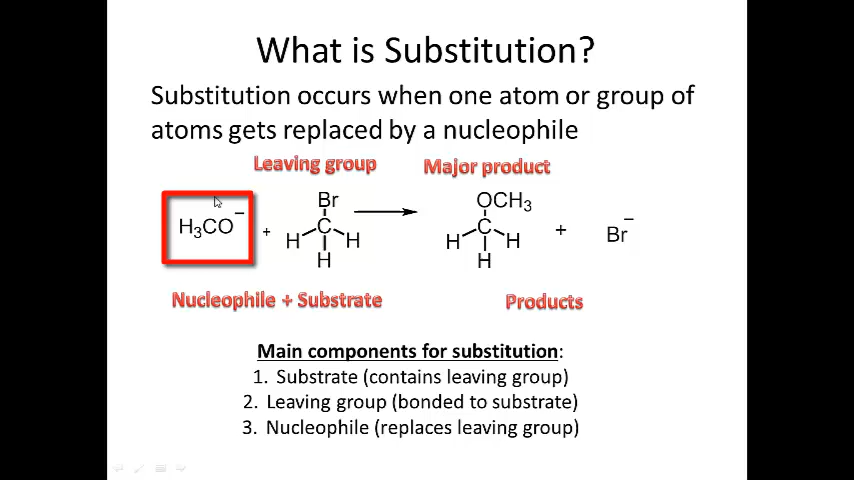 What is Substitution?
Substitution occurs when one atom or group of
atoms gets replaced by a nucleophile
Leaving group Major product
Br OCH₃
H₃CO⁻ + C C + Br⁻
H H H H
H H
Nucleophile + Substrate Products
Main components for substitution:
1. Substrate (contains leaving group)
2. Leaving group (bonded to substrate)
3. Nucleophile (replaces leaving group)